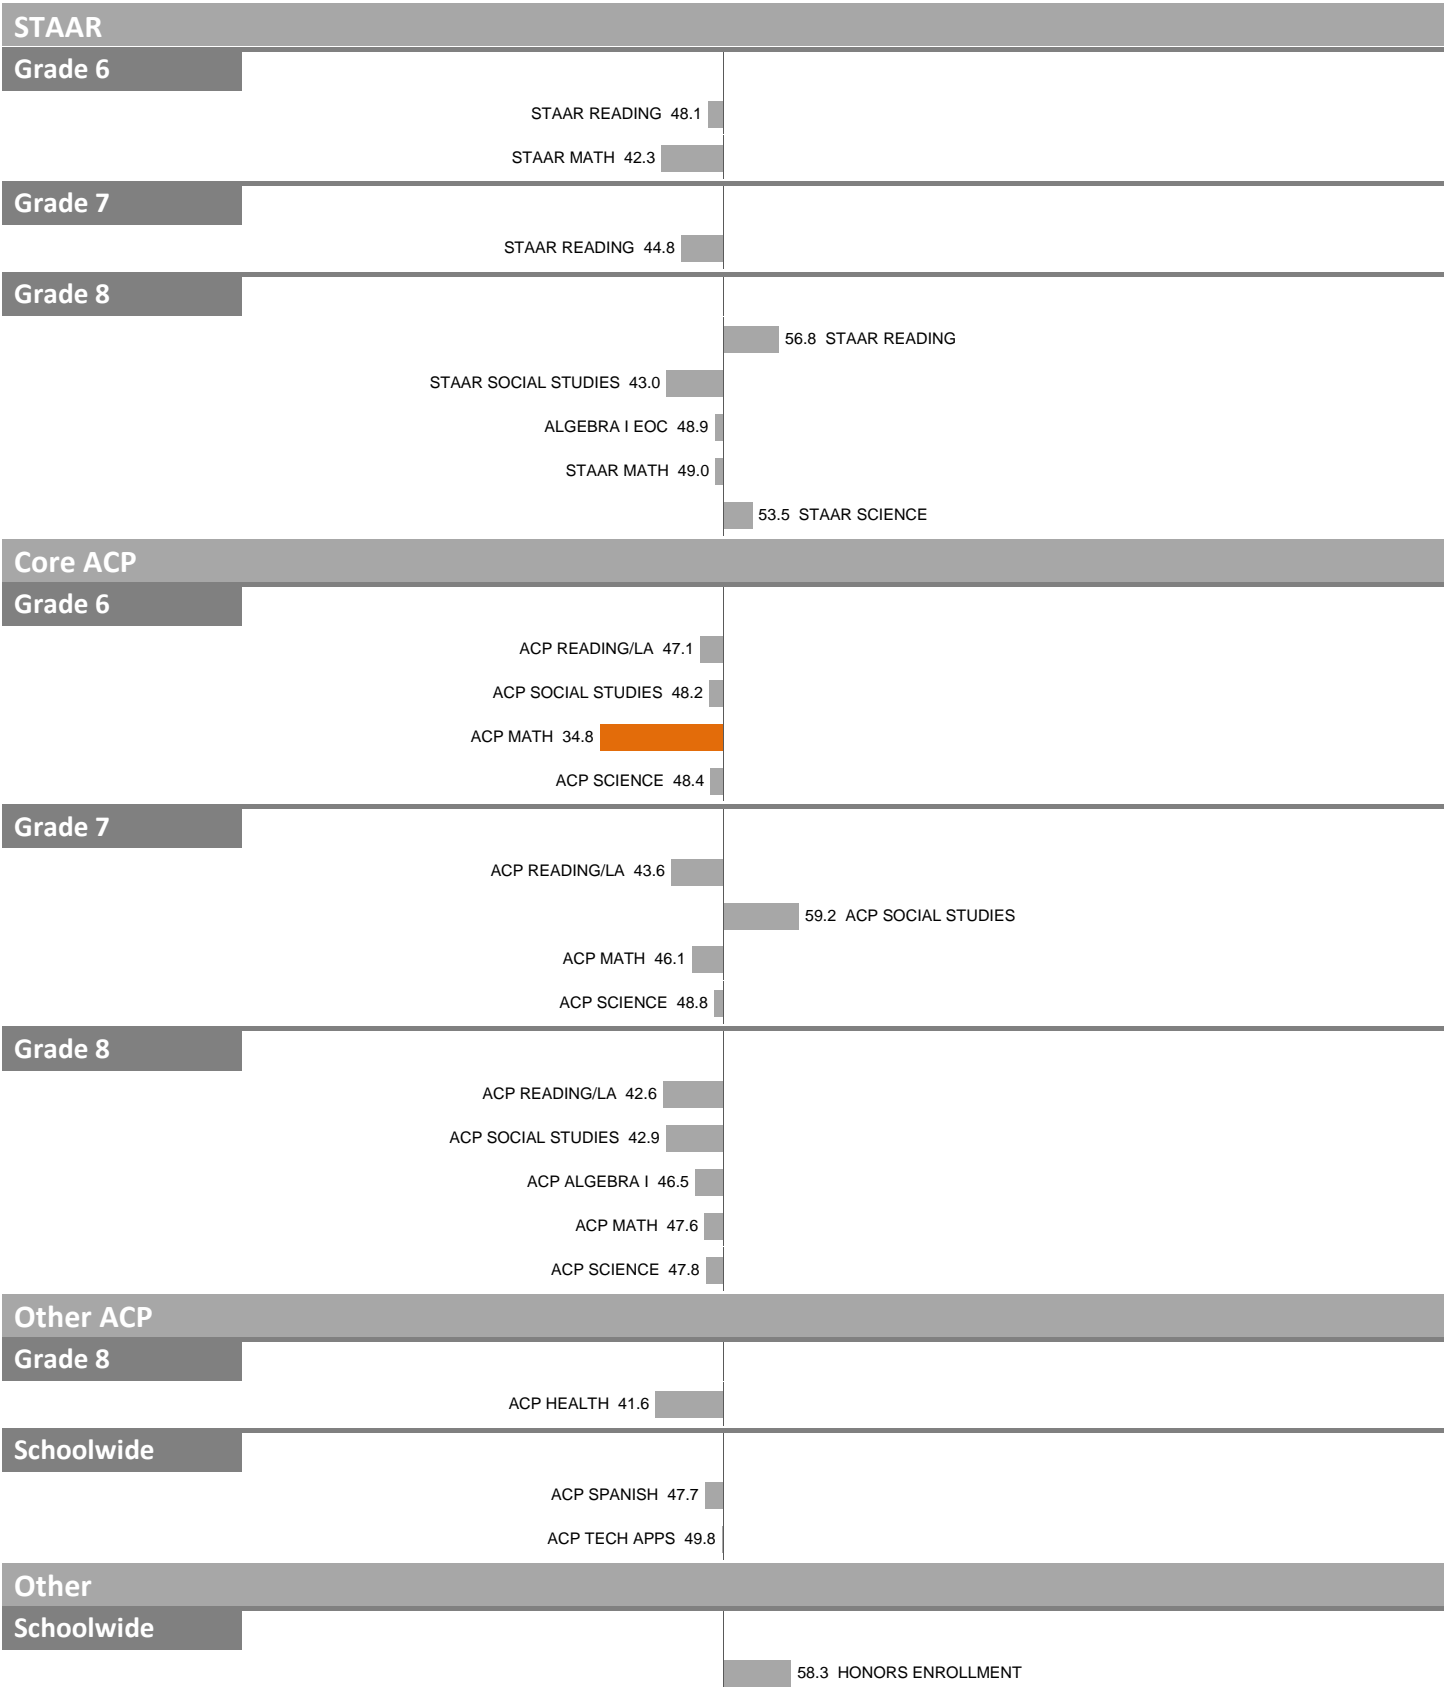 STAAR
Grade 6
STAAR READING 48.1
STAAR MATH 42.3
Grade 7
STAAR READING 44.8
Grade 8
56.8 STAAR READING
STAAR SOCIAL STUDIES 43.0
ALGEBRA I EOC 48.9
STAAR MATH 49.0
53.5 STAAR SCIENCE
Core ACP
Grade 6
ACP READING/LA 47.1
ACP SOCIAL STUDIES 48.2
ACP MATH 34.8
ACP SCIENCE 48.4
Grade 7
ACP READING/LA 43.6
59.2 ACP SOCIAL STUDIES
ACP MATH 46.1
ACP SCIENCE 48.8
Grade 8
ACP READING/LA 42.6
ACP SOCIAL STUDIES 42.9
ACP ALGEBRA I 46.5
ACP MATH 47.6
ACP SCIENCE 47.8
Other ACP
Grade 8
ACP HEALTH 41.6
Schoolwide
ACP SPANISH 47.7
ACP TECH APPS 49.8
Other
Schoolwide
58.3 HONORS ENROLLMENT